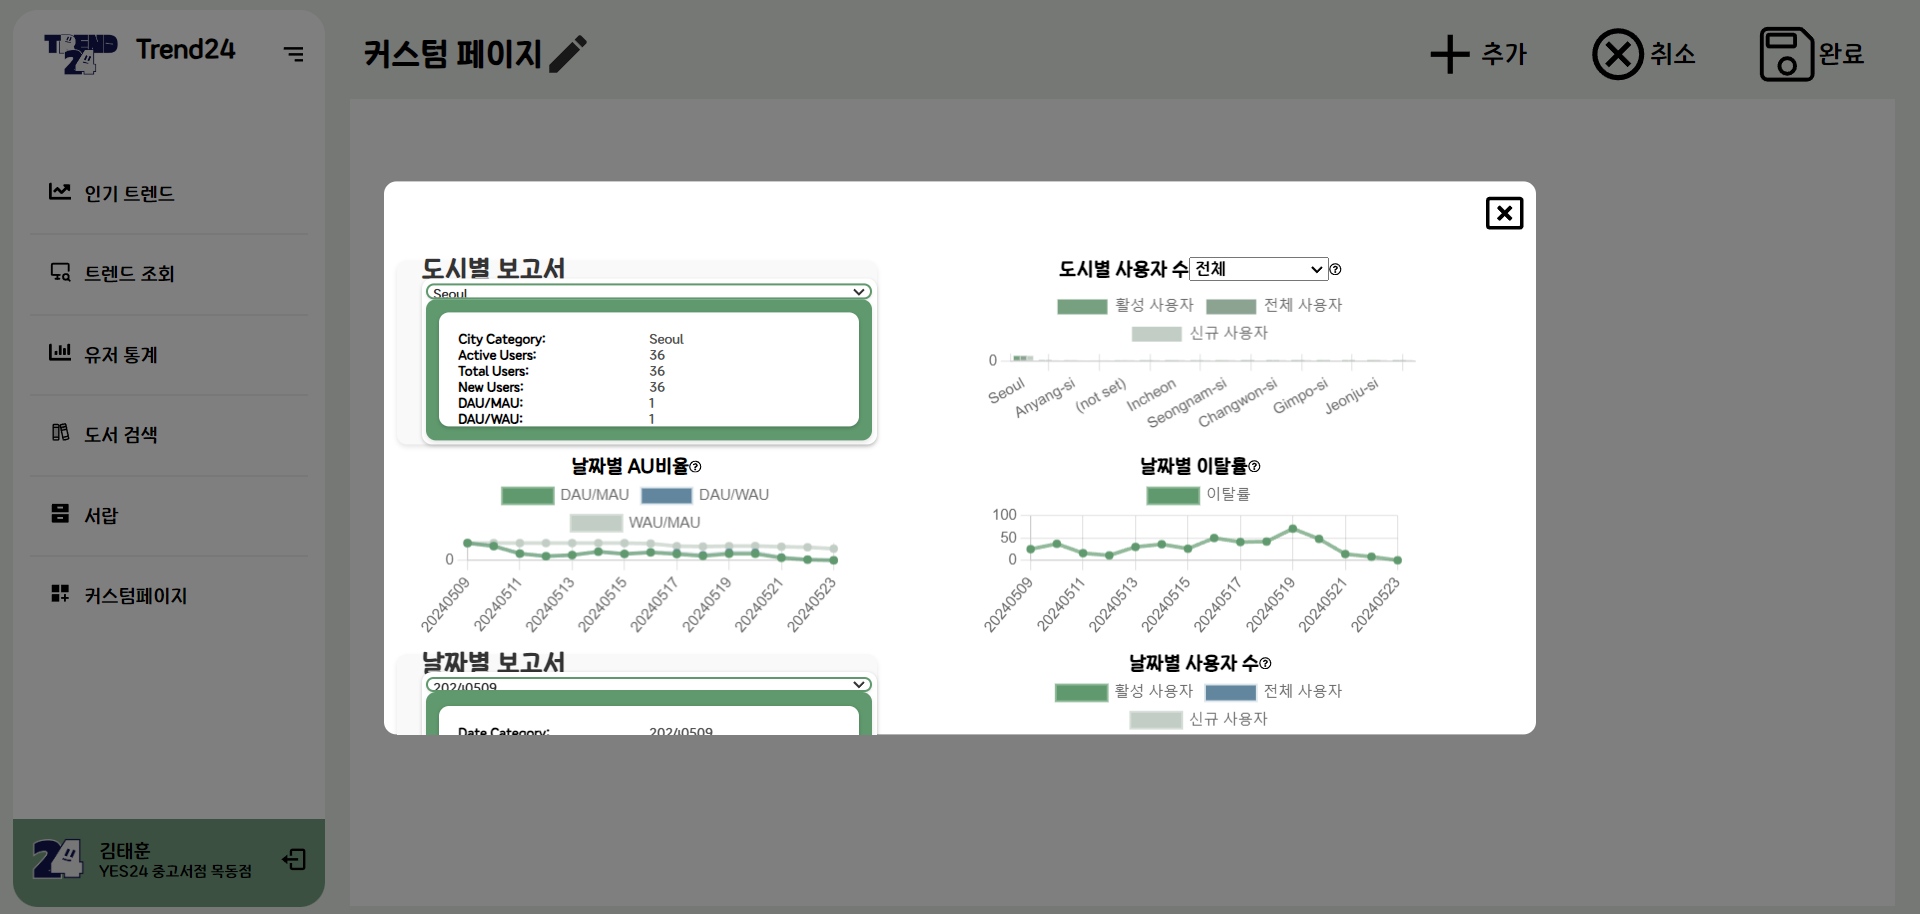 TREND
24
Trend24
커스텀 페이지
추가
취소
완료
인기 트렌드
트렌드 조회
유저 통계
도서 검색
서랍
커스텀페이지
24
김태훈
YES24 중고서점 목동점
도시별 보고서
Seoul
City Category: Seoul
Active Users: 36
Total Users: 36
New Users: 36
DAU/MAU: 1
DAU/WAU: 1
도시별 사용자 수 전체
활성 사용자 전체 사용자
신규 사용자
0
Seoul Anyang-si (not set) Incheon Seongnam-si Changwon-si Gimpo-si Jeonju-si
날짜별 AU비율
DAU/MAU DAU/WAU
WAU/MAU
0
20240509 20240511 20240513 20240515 20240517 20240519 20240521 20240523
날짜별 이탈률
이탈률
100
50
0
20240509 20240511 20240513 20240515 20240517 20240519 20240521 20240523
날짜별 보고서
20240509
Date Category: 20240509
날짜별 사용자 수
활성 사용자 전체 사용자
신규 사용자